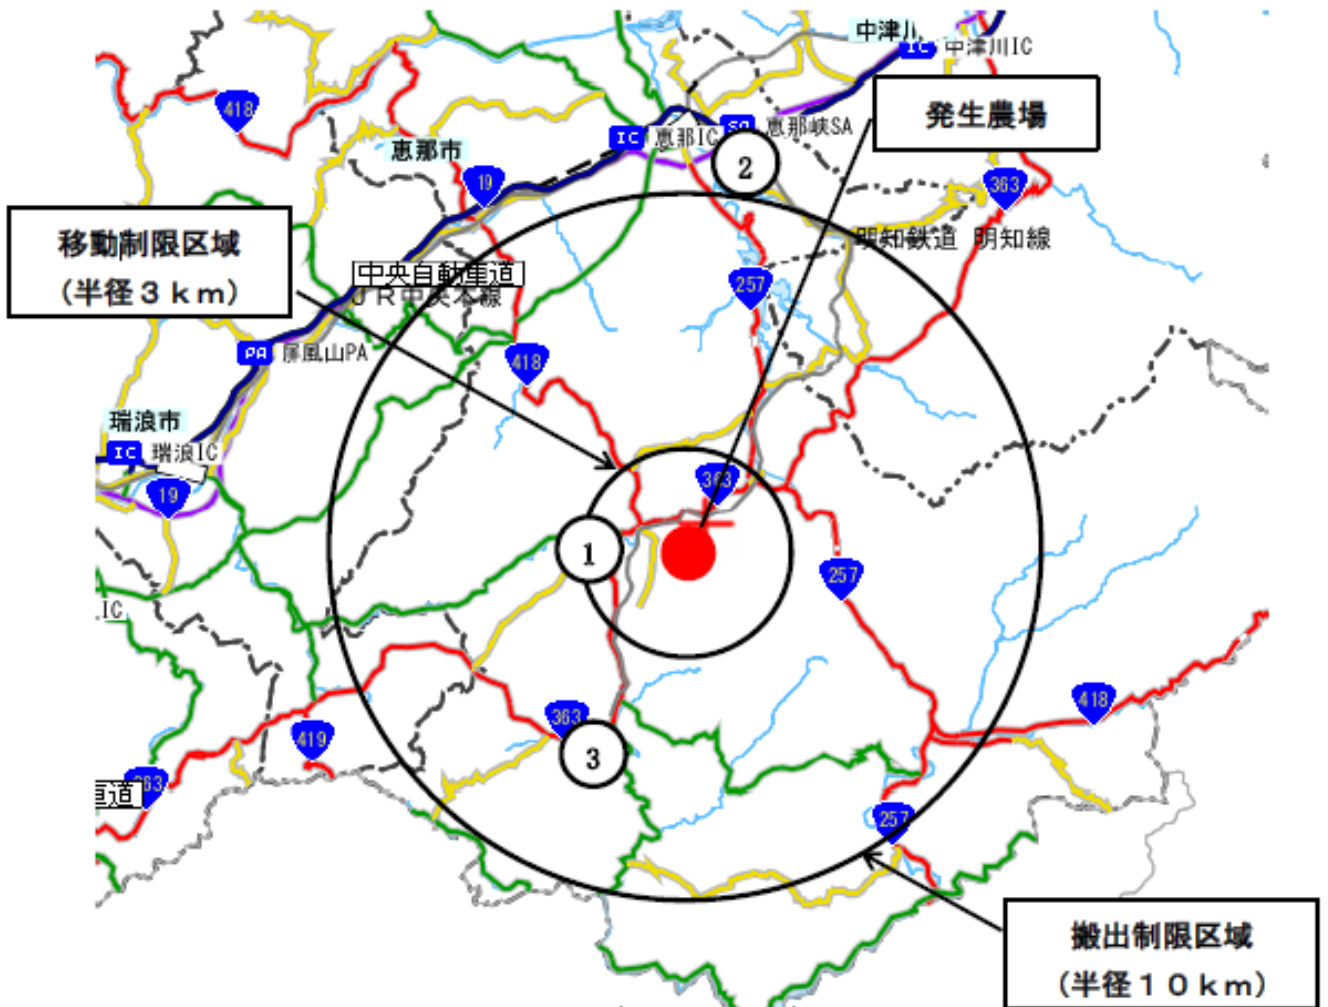 中津川
IC 中津川IC
418
発生農場
恵那市
IC 恵那IC
SA 恵那峡SA
2
19
363
移動制限区域
(半径3km)
明知鉄道 明知線
中央自動車道
JR中央本線
257
PA 屏風山PA
418
瑞浪市
IC 瑞浪IC
19
363
1
257
IC
418
363
419
3
363
車道
257
搬出制限区域
(半径10km)